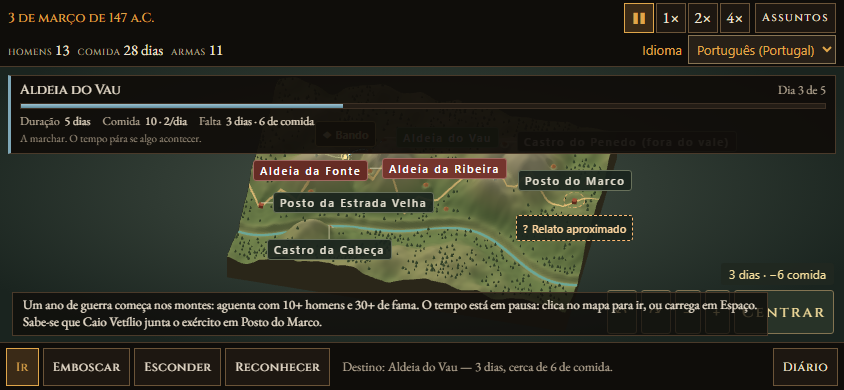 3 DE MARÇO DE 147 A.C.
1× 2× 4× ASSUNTOS
HOMENS 13 COMIDA 28 dias ARMAS 11
Idioma Português (Portugal)
ALDEIA DO VAU Dia 3 de 5
Duração 5 dias Comida 10 · 2/dia Falta 3 dias · 6 de comida
A marchar. O tempo pára se algo acontecer.
Bando Aldeia do Vau Castro do Penedo (fora do vale)
Aldeia da Fonte Aldeia da Ribeira
Posto do Marco
Posto da Estrada Velha
? Relato aproximado
Castro da Cabeça
3 dias · −6 comida
Um ano de guerra começa nos montes: aguenta com 10+ homens e 30+ de fama. O tempo está em pausa: clica no mapa para ir, ou carrega em Espaço.
Sabe-se que Caio Vetílio junta o exército em Posto do Marco.
CENTRAR
IR EMBOSCAR ESCONDER RECONHECER Destino: Aldeia do Vau — 3 dias, cerca de 6 de comida. DIÁRIO